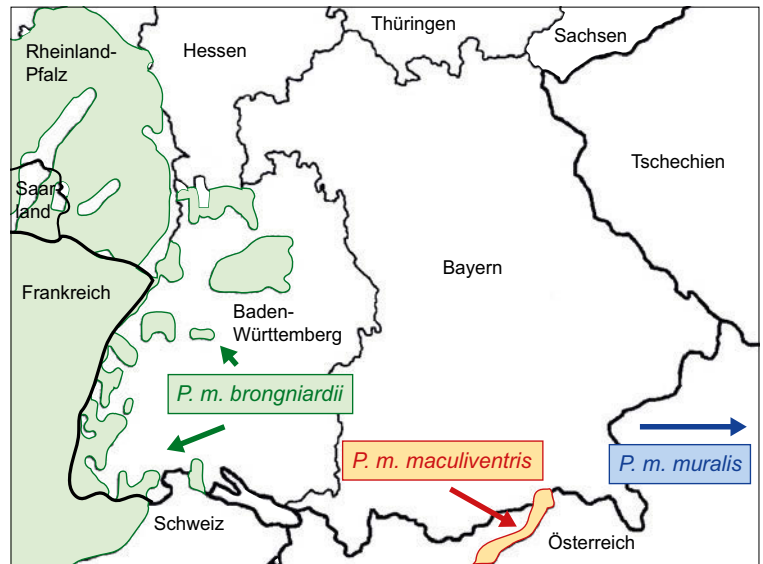 Thüringen
Sachsen
Rheinland-
Pfalz
Hessen
Tschechien
Saar-
land
Bayern
Frankreich
Baden-
Württemberg
P. m. brongniardii
P. m. maculiventris
P. m. muralis
Schweiz
Österreich